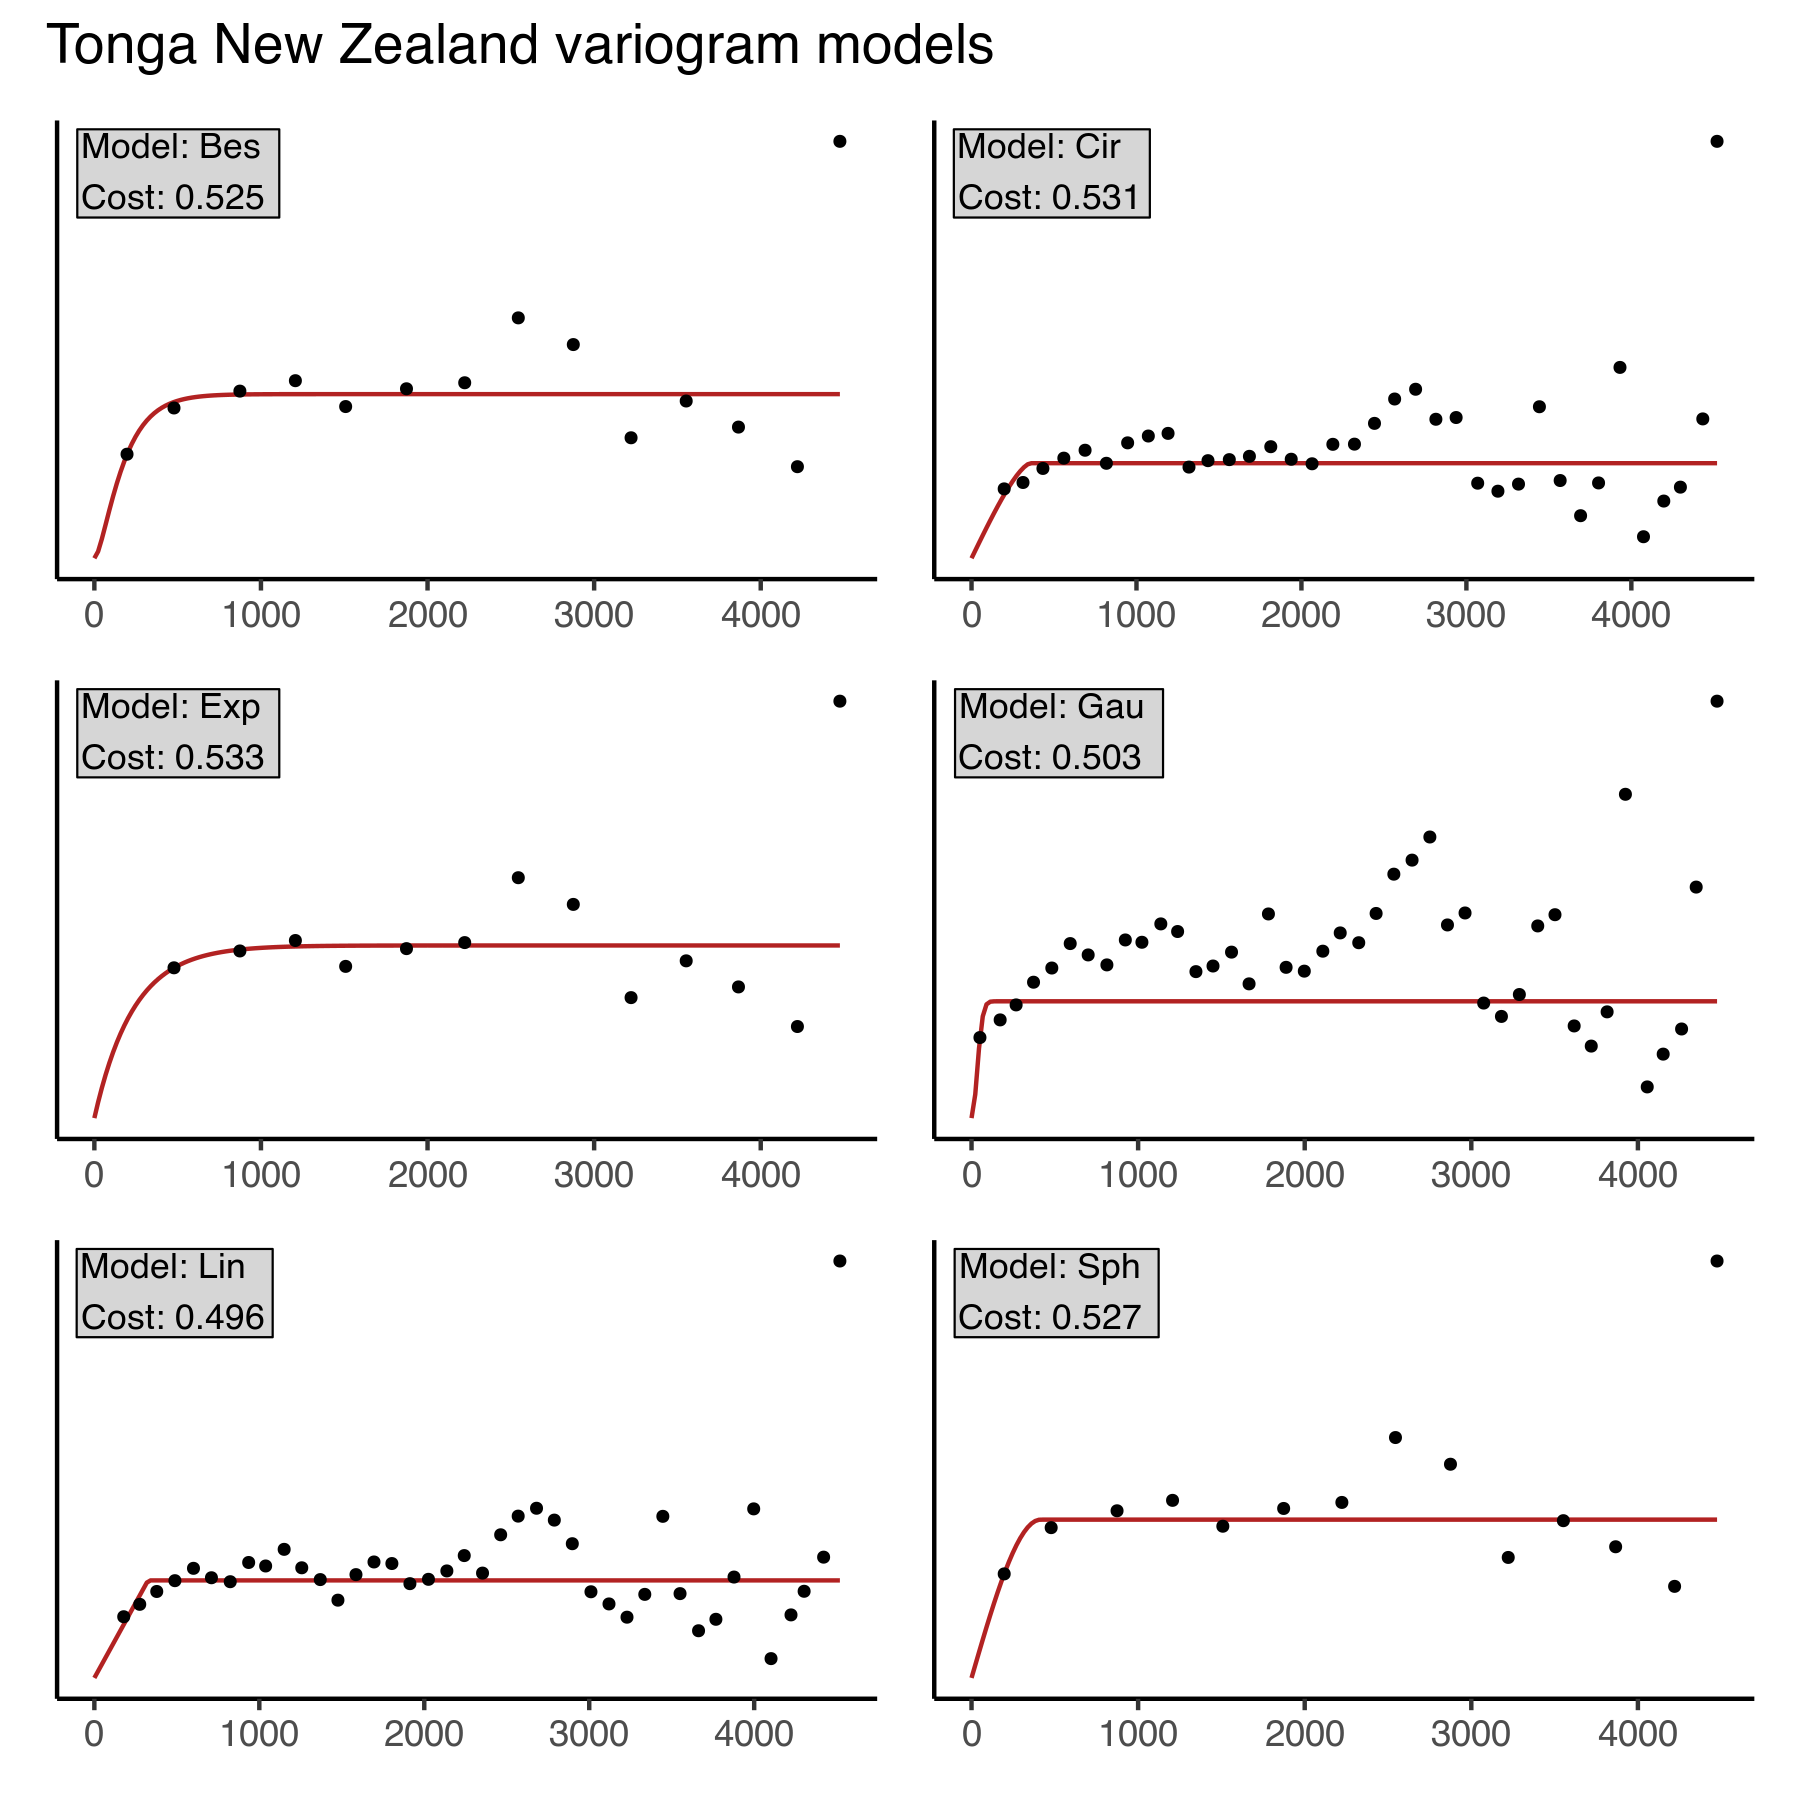 Tonga New Zealand variogram models
Model: Bes
Cost: 0.525
0 1000 2000 3000 4000
Model: Cir
Cost: 0.531
0 1000 2000 3000 4000
Model: Exp
Cost: 0.533
0 1000 2000 3000 4000
Model: Gau
Cost: 0.503
0 1000 2000 3000 4000
Model: Lin
Cost: 0.496
0 1000 2000 3000 4000
Model: Sph
Cost: 0.527
0 1000 2000 3000 4000